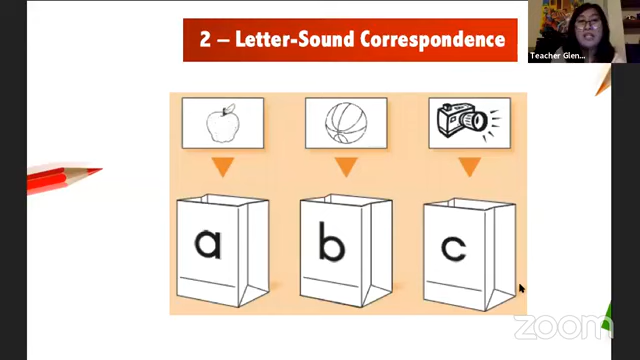 2 – Letter-Sound Correspondence
Teacher Glen...
a b c
zoom